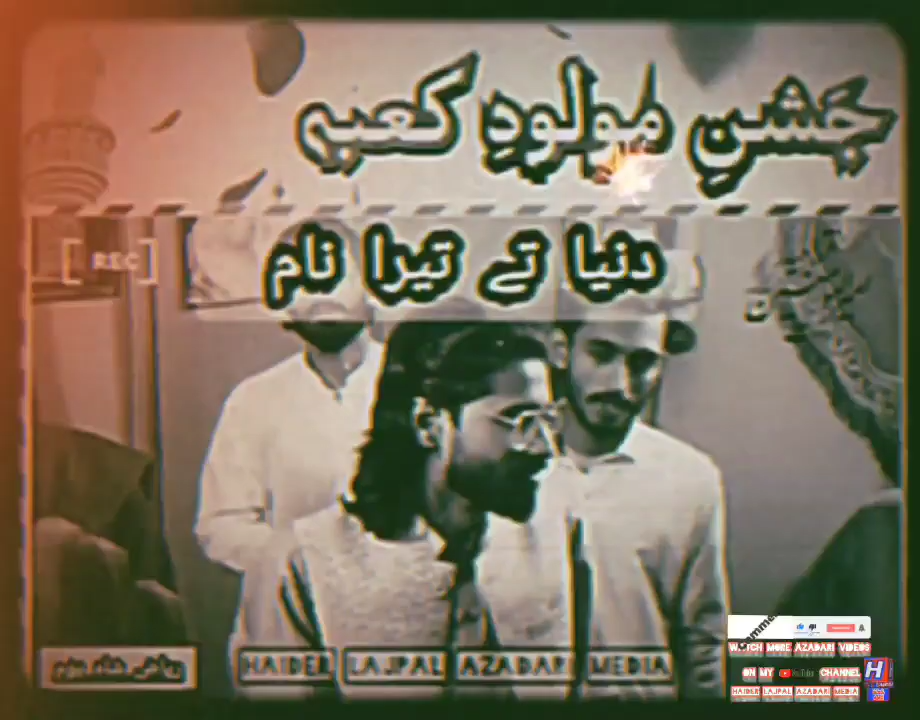 جشنِ مولودِ کعبہ
دنیا تے تیرا نام
[REC]
HAIDER LAJPAL AZADARI MEDIA
WATCH MORE AZADARI VIDEOS
ON MY YouTube CHANNEL
HAIDER LAJPAL AZADARI MEDIA